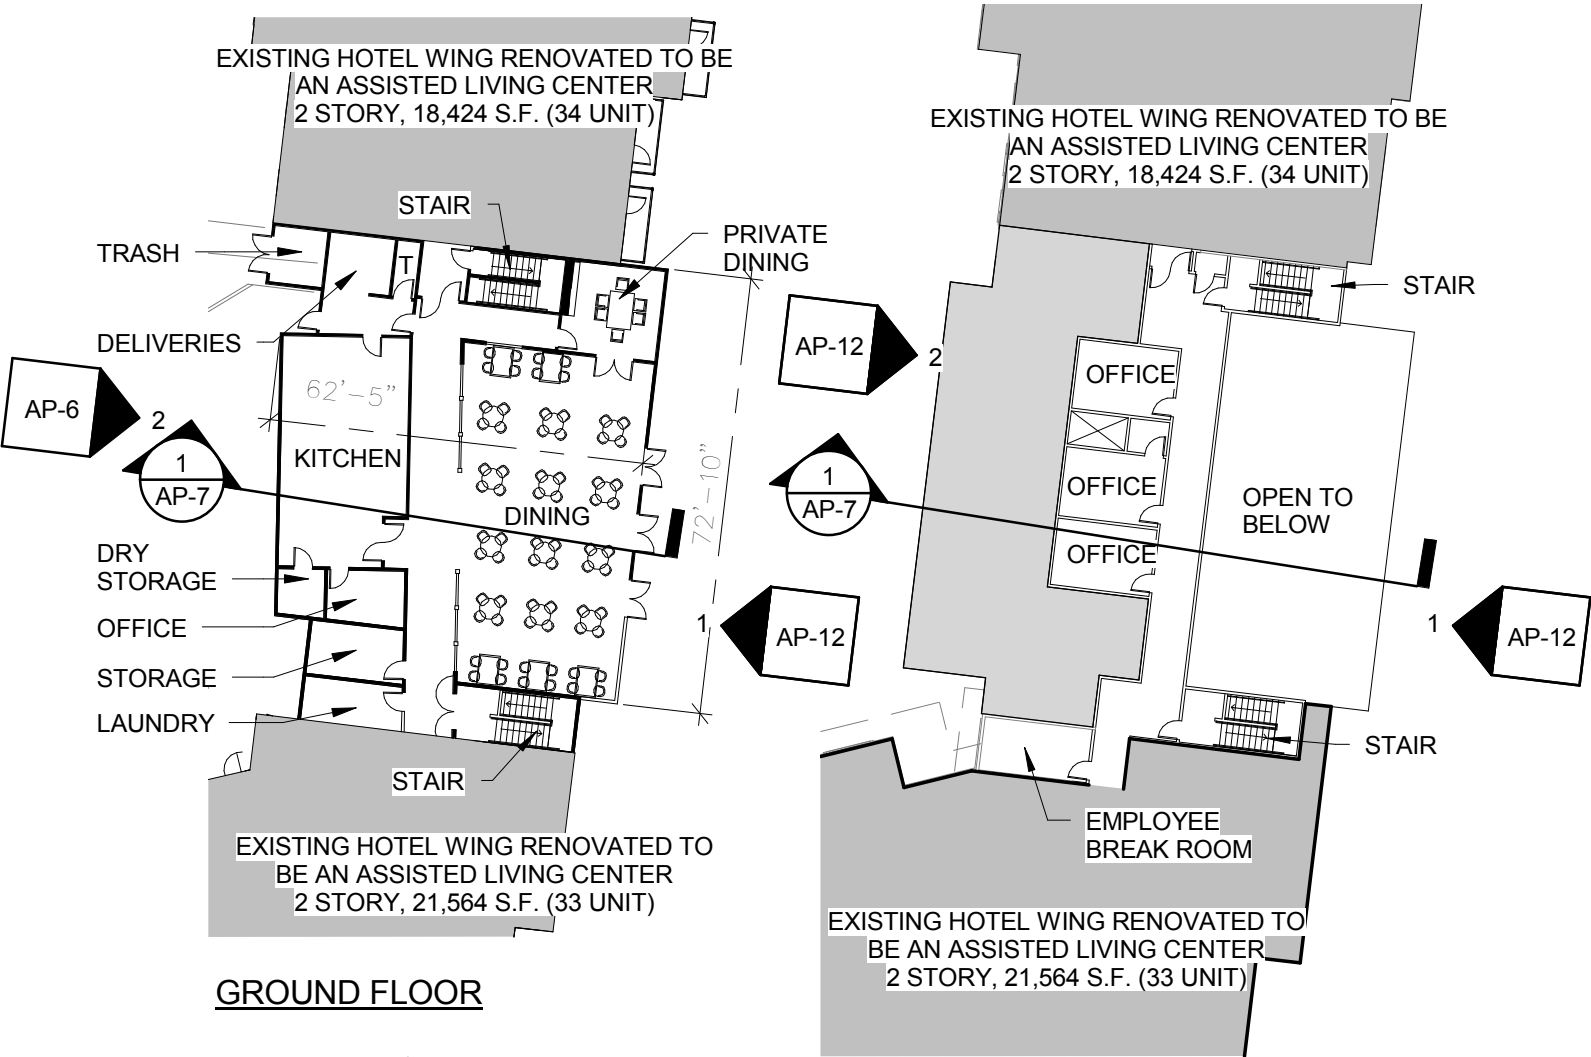 EXISTING HOTEL WING RENOVATED TO BE
AN ASSISTED LIVING CENTER
2 STORY, 18,424 S.F. (34 UNIT)
STAIR
TRASH
PRIVATE
DINING
T
DELIVERIES
AP-6
2
62'-5"
1
AP-7
KITCHEN
DINING
72'-10"
DRY
STORAGE
OFFICE
1
AP-12
STORAGE
LAUNDRY
STAIR
EXISTING HOTEL WING RENOVATED TO
BE AN ASSISTED LIVING CENTER
2 STORY, 21,564 S.F. (33 UNIT)
GROUND FLOOR
EXISTING HOTEL WING RENOVATED TO BE
AN ASSISTED LIVING CENTER
2 STORY, 18,424 S.F. (34 UNIT)
STAIR
AP-12
2
OFFICE
1
AP-7
OFFICE
OPEN TO
BELOW
OFFICE
1
AP-12
STAIR
EMPLOYEE
BREAK ROOM
EXISTING HOTEL WING RENOVATED TO
BE AN ASSISTED LIVING CENTER
2 STORY, 21,564 S.F. (33 UNIT)